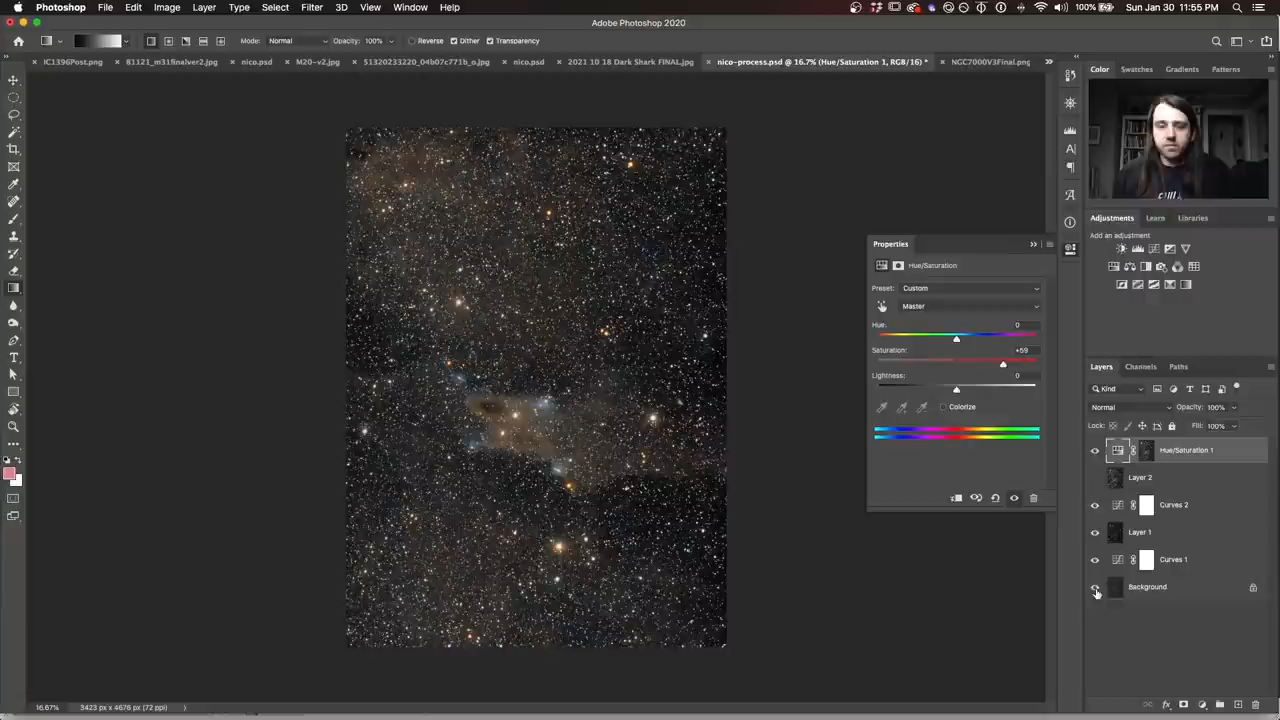 Photoshop File Edit Image Layer Type Select Filter 3D View Window Help 100% Sun Jan 30 11:55 PM
Adobe Photoshop 2020
Mode: Normal Opacity: 100% Reverse Dither Transparency
IC1396Post.png 81121_m31finalver2.jpg nico.psd M20-v2.jpg 51320233220_04b07c771b_o.jpg nico.psd 2021 10 18 Dark Shark FINAL.jpg nico-process.psd @ 16.7% (Hue/Saturation 1, RGB/16) * NGC7000V3Final.png
Color Swatches Gradients Patterns
Adjustments Learn Libraries
Add an adjustment
Properties
Hue/Saturation
Preset: Custom
Master
Hue: 0
Saturation: +59
Lightness: 0
Colorize
Layers Channels Paths
Kind
Normal Opacity: 100%
Lock: Fill: 100%
Hue/Saturation 1
Layer 2
Curves 2
Layer 1
Curves 1
Background
16.67% 3423 px x 4676 px (72 ppi)